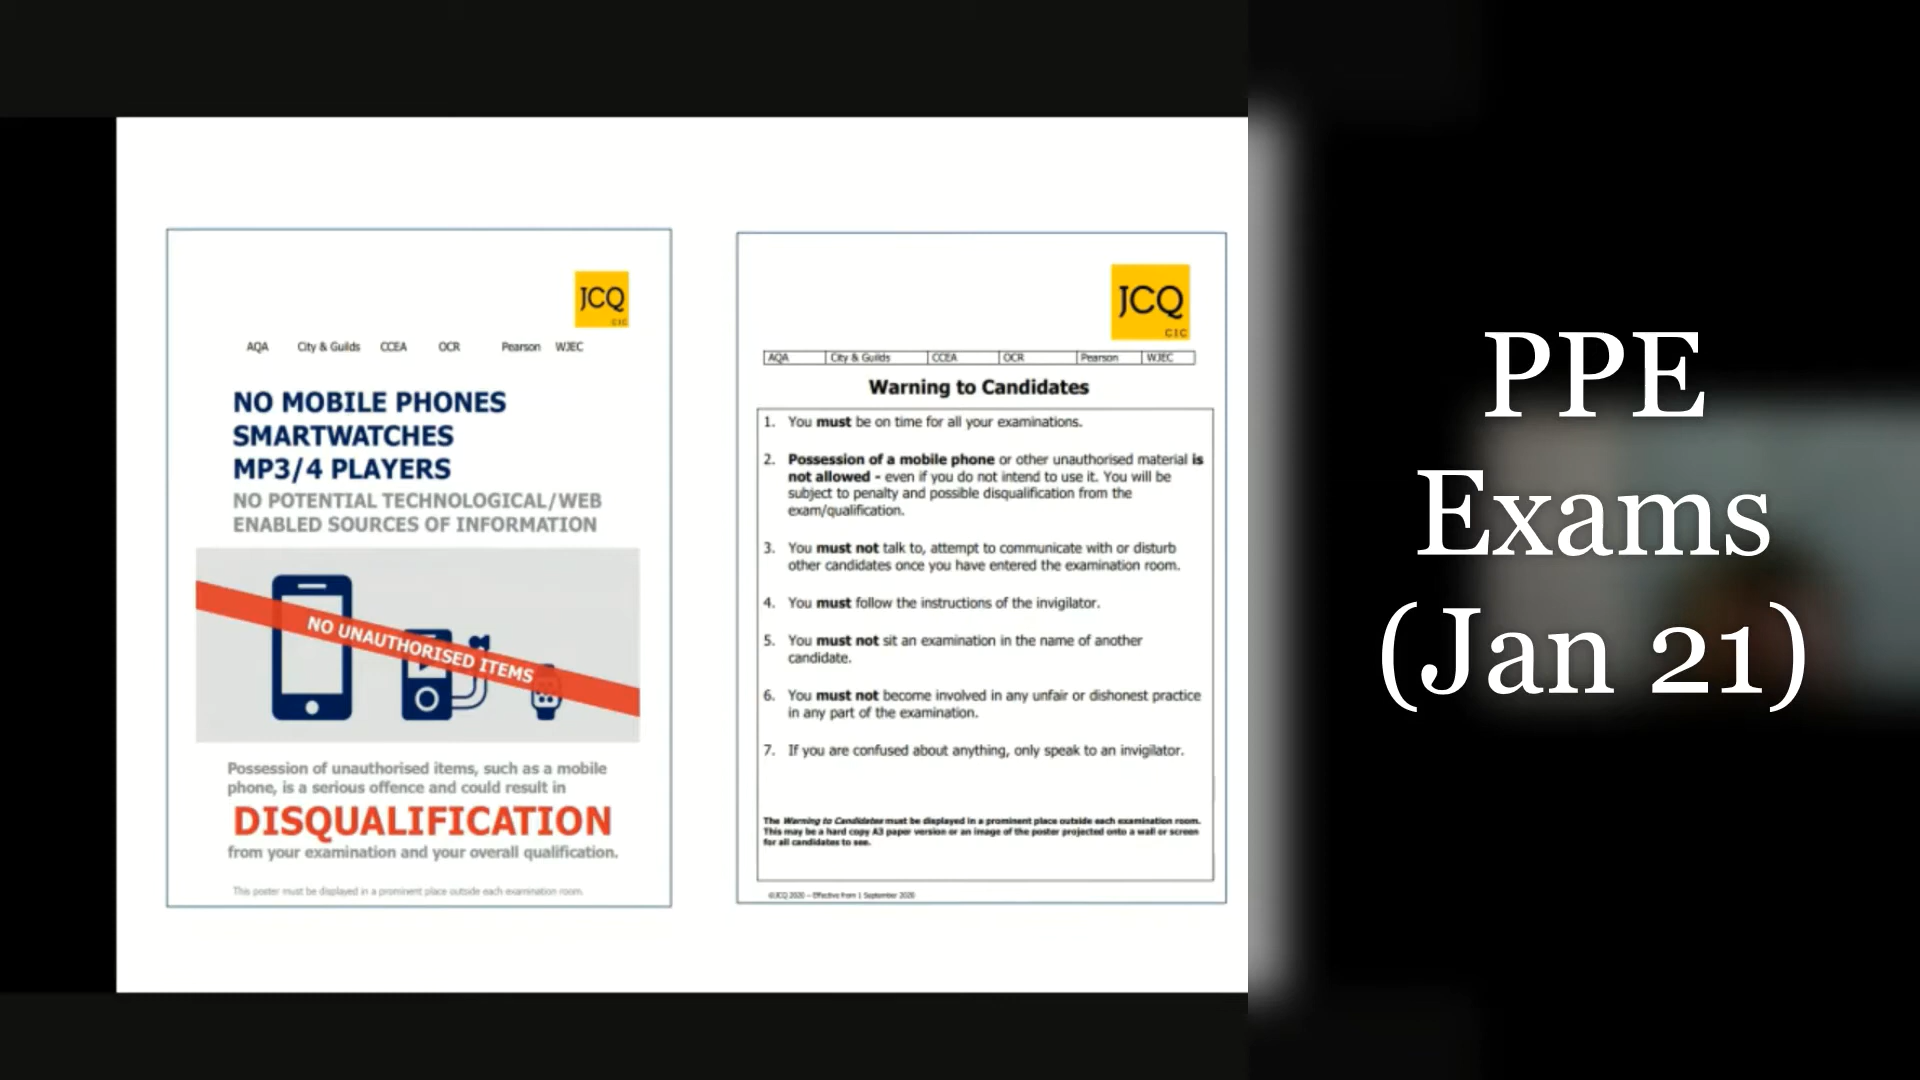 JCQ
CIC
AQA City & Guilds CCEA OCR Pearson WJEC
NO MOBILE PHONES
SMARTWATCHES
MP3/4 PLAYERS
NO POTENTIAL TECHNOLOGICAL/WEB
ENABLED SOURCES OF INFORMATION
NO UNAUTHORISED ITEMS
Possession of unauthorised items, such as a mobile
phone, is a serious offence and could result in
DISQUALIFICATION
from your examination and your overall qualification.
This poster must be displayed in a prominent place outside each examination room.
JCQ
CIC
AQA City & Guilds CCEA OCR Pearson WJEC
Warning to Candidates
1. You must be on time for all your examinations.
2. Possession of a mobile phone or other unauthorised material is
not allowed - even if you do not intend to use it. You will be
subject to penalty and possible disqualification from the
exam/qualification.
3. You must not talk to, attempt to communicate with or disturb
other candidates once you have entered the examination room.
4. You must follow the instructions of the invigilator.
5. You must not sit an examination in the name of another
candidate.
6. You must not become involved in any unfair or dishonest practice
in any part of the examination.
7. If you are confused about anything, only speak to an invigilator.
The Warning to Candidates must be displayed in a prominent place outside each examination room.
This may be a hard copy A3 paper version or an image of the poster projected onto a wall or screen
for all candidates to see.
©JCQ 2020 – Effective from 1 September 2020
PPE
Exams
(Jan 21)